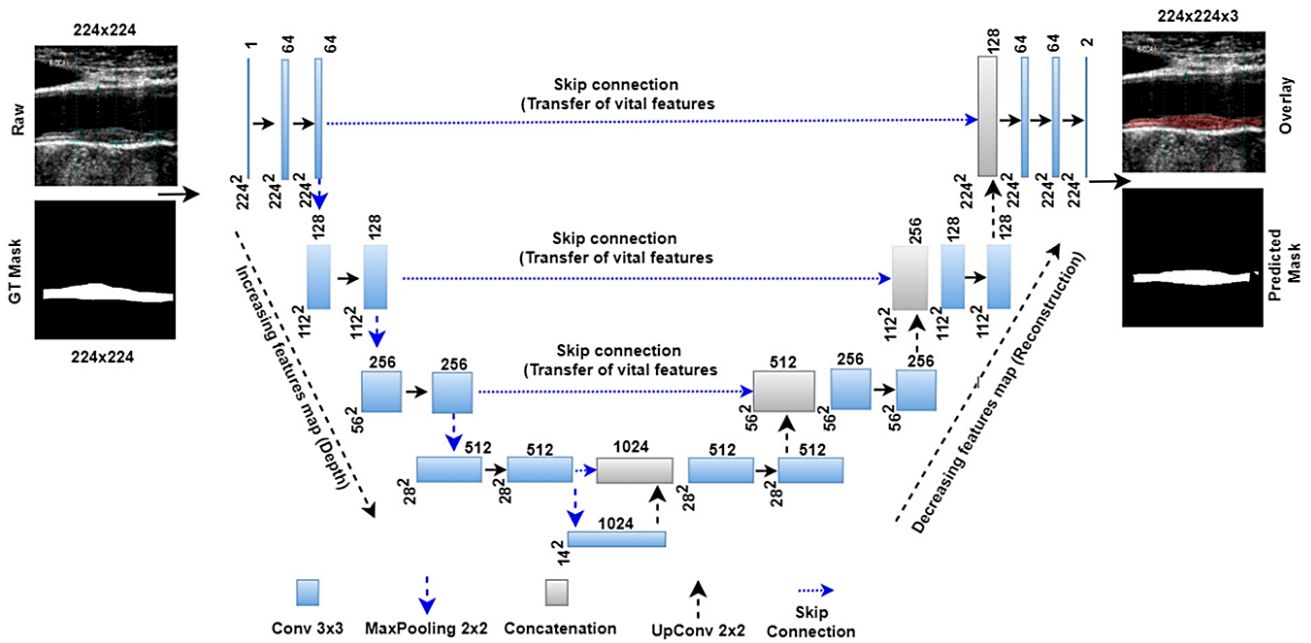 224x224
Raw
GT Mask
224x224
1
64
64
224²
224²
224²
Skip connection
(Transfer of vital features
128
64
64
2
224²
224²
224²
224²
224x224x3
Overlay
Predicted
Mask
128
128
112²
112²
Skip connection
(Transfer of vital features
256
128
128
112²
112²
112²
256
256
56²
56²
Skip connection
(Transfer of vital features
512
256
256
56²
56²
56²
512
512
1024
512
512
28²
28²
28²
28²
1024
14²
Increasing features map (Depth)
Decreasing features map (Reconstruction)
Conv 3x3
MaxPooling 2x2
Concatenation
UpConv 2x2
Skip
Connection